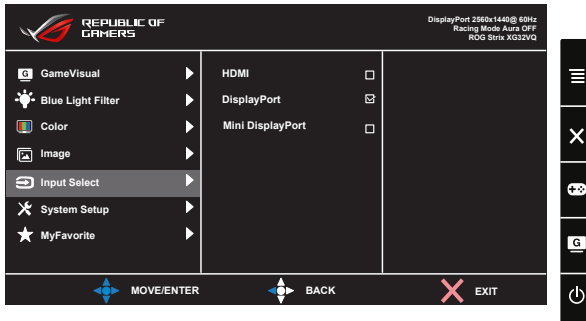 REPUBLIC OF
GAMERS
DisplayPort 2560x1440@ 60Hz
Racing Mode Aura OFF
ROG Strix XG32VQ
G GameVisual
Blue Light Filter
Color
Image
Input Select
System Setup
MyFavorite
HDMI
DisplayPort
Mini DisplayPort
G
MOVE/ENTER
BACK
EXIT